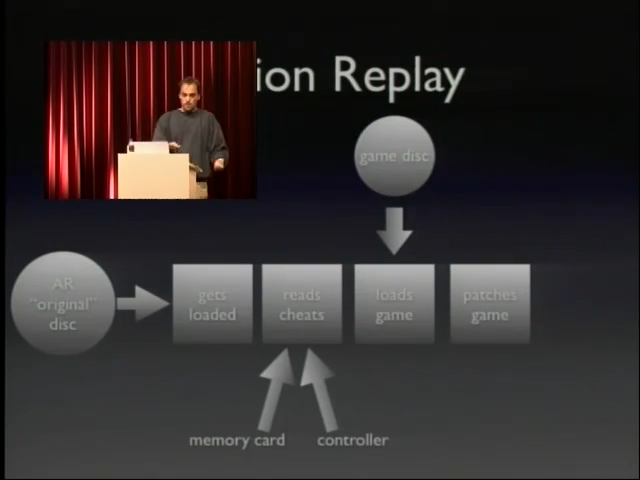 ion Replay
game disc
AR
"original"
disc
gets
loaded
reads
cheats
loads
game
patches
game
memory card
controller